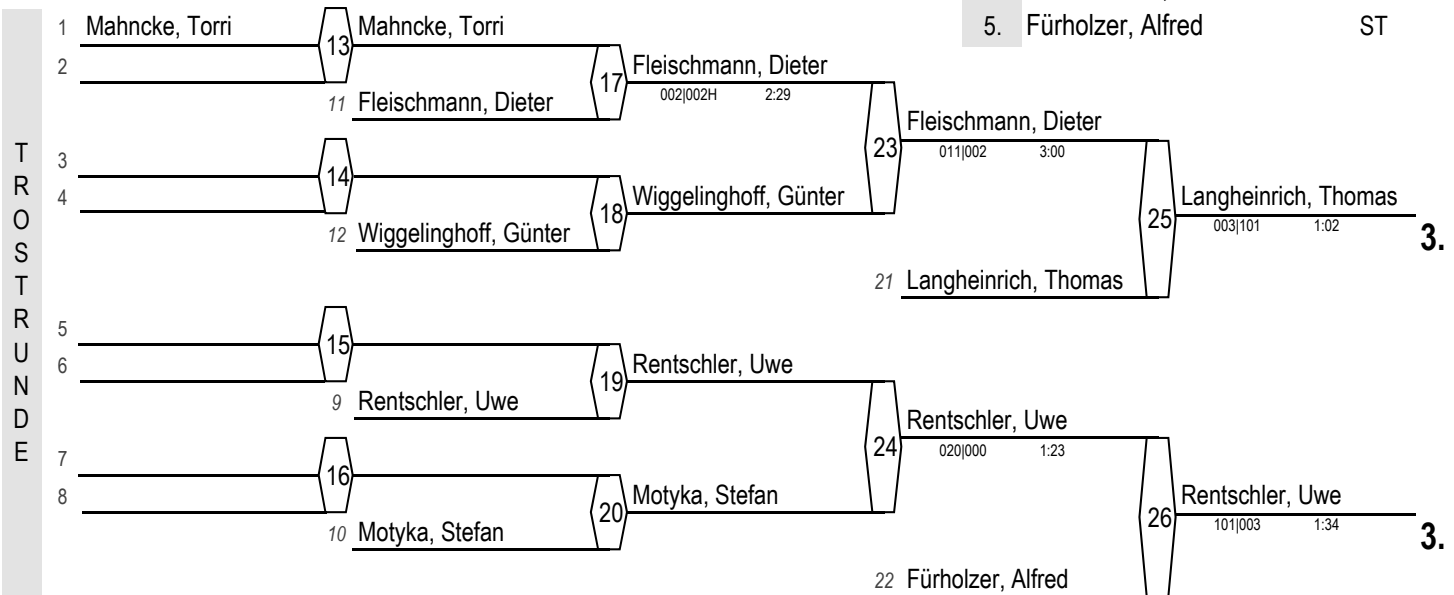 5. Fürholzer, Alfred ST
TROSTRUNDE
1 Mahncke, Torri
2
13
Mahncke, Torri
11 Fleischmann, Dieter
17
Fleischmann, Dieter
002|002H 2:29
3
4
14
12 Wiggelinghoff, Günter
18
Wiggelinghoff, Günter
23
Fleischmann, Dieter
011|002 3:00
21 Langheinrich, Thomas
25
Langheinrich, Thomas
003|101 1:02
3.
5
6
15
9 Rentschler, Uwe
19
Rentschler, Uwe
7
8
16
10 Motyka, Stefan
20
Motyka, Stefan
24
Rentschler, Uwe
020|000 1:23
22 Fürholzer, Alfred
26
Rentschler, Uwe
101|003 1:34
3.